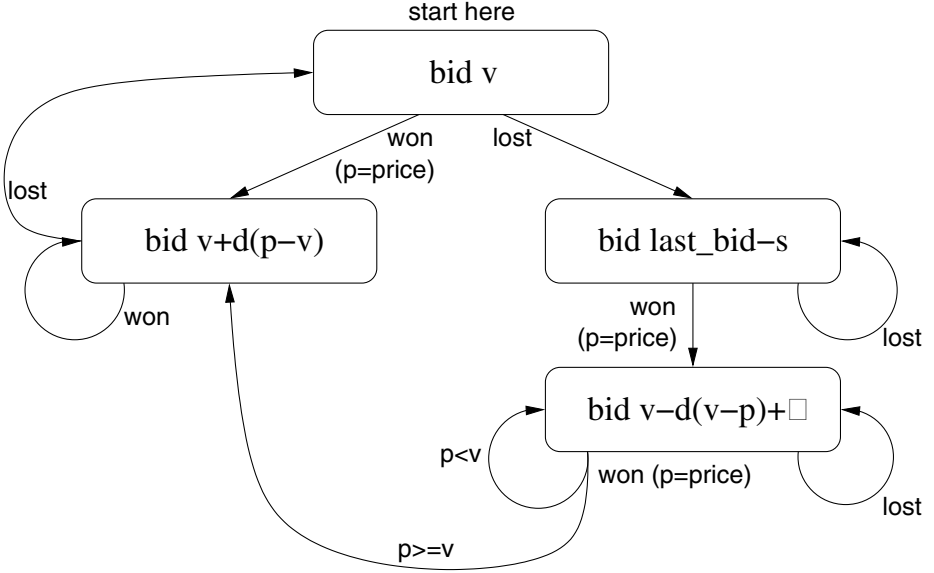 start here
bid v
won
(p=price)
lost
lost
bid v+d(p−v)
won
bid last_bid−s
won
(p=price)
lost
bid v−d(v−p)+□
p<v
won (p=price)
lost
p>=v